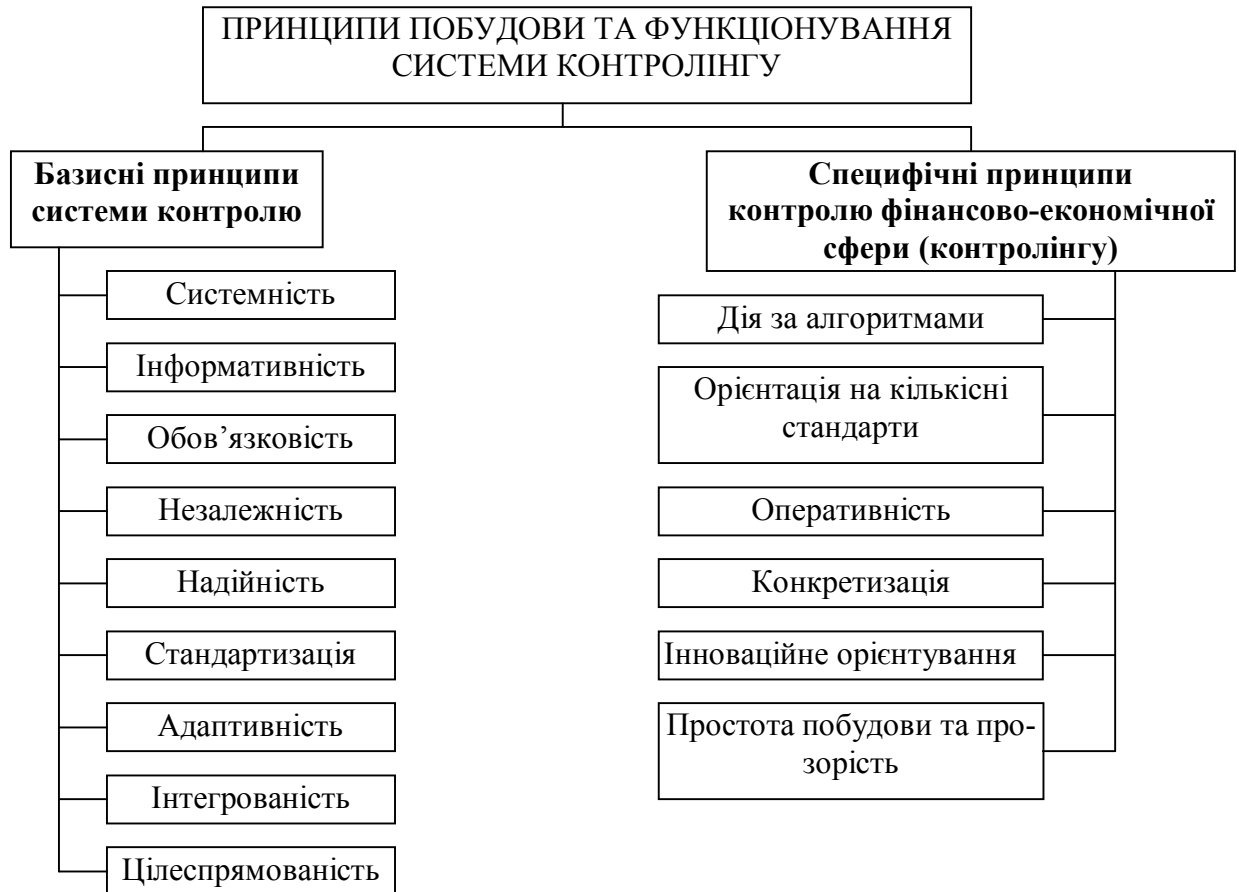 ПРИНЦИПИ ПОБУДОВИ ТА ФУНКЦІОНУВАННЯ
СИСТЕМИ КОНТРОЛІНГУ
Базисні принципи
системи контролю
Системність
Інформативність
Обов’язковість
Незалежність
Надійність
Стандартизація
Адаптивність
Інтегрованість
Цілеспрямованість
Специфічні принципи
контролю фінансово-економічної
сфери (контролінгу)
Дія за алгоритмами
Орієнтація на кількісні
стандарти
Оперативність
Конкретизація
Інноваційне орієнтування
Простота побудови та про-
зорість